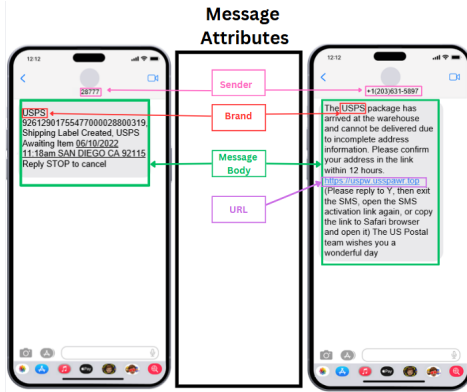 Message
Attributes
12:12
28777
USPS
92612901755477000028800319,
Shipping Label Created, USPS
Awaiting Item 06/10/2022
11:18am SAN DIEGO CA 92115
Reply STOP to cancel
Sender
Brand
Message
Body
URL
12:12
+1(203)631-5897
The USPS package has
arrived at the warehouse
and cannot be delivered due
to incomplete address
information. Please confirm
your address in the link
within 12 hours.
https://uspw.usspawr.top
(Please reply to Y, then exit
the SMS, open the SMS
activation link again, or copy
the link to Safari browser
and open it) The US Postal
team wishes you a
wonderful day